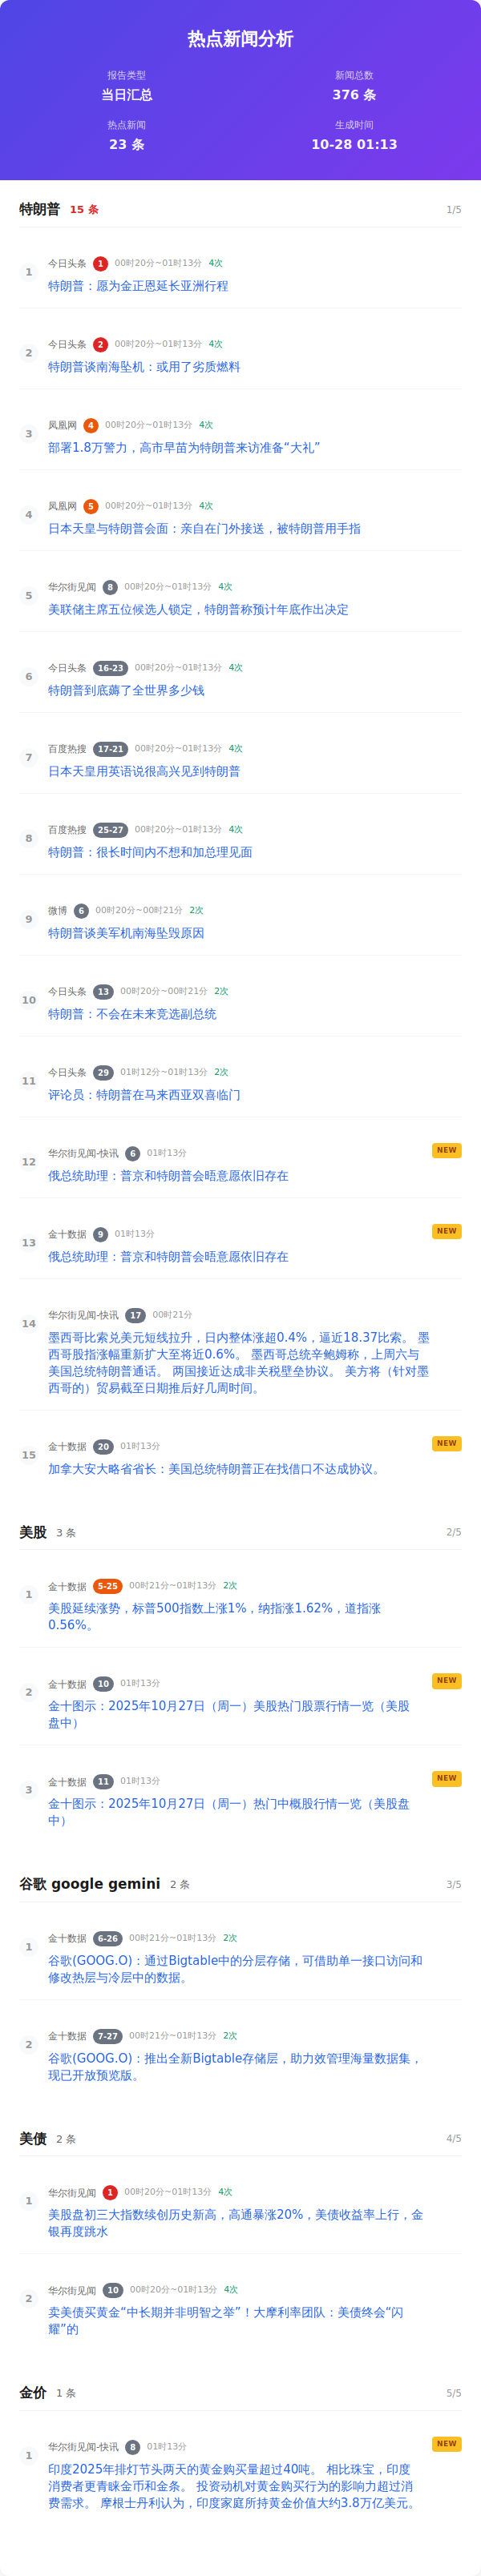 热点新闻分析
报告类型
当日汇总
新闻总数
376 条
热点新闻
23 条
生成时间
10-28 01:13
特朗普 15 条 1/5
1
今日头条 1 00时20分~01时13分 4次
特朗普：愿为金正恩延长亚洲行程
2
今日头条 2 00时20分~01时13分 4次
特朗普谈南海坠机：或用了劣质燃料
3
凤凰网 4 00时20分~01时13分 4次
部署1.8万警力，高市早苗为特朗普来访准备“大礼”
4
凤凰网 5 00时20分~01时13分 4次
日本天皇与特朗普会面：亲自在门外接送，被特朗普用手指
5
华尔街见闻 8 00时20分~01时13分 4次
美联储主席五位候选人锁定，特朗普称预计年底作出决定
6
今日头条 16-23 00时20分~01时13分 4次
特朗普到底薅了全世界多少钱
7
百度热搜 17-21 00时20分~01时13分 4次
日本天皇用英语说很高兴见到特朗普
8
百度热搜 25-27 00时20分~01时13分 4次
特朗普：很长时间内不想和加总理见面
9
微博 6 00时20分~00时21分 2次
特朗普谈美军机南海坠毁原因
10
今日头条 13 00时20分~00时21分 2次
特朗普：不会在未来竞选副总统
11
今日头条 29 01时12分~01时13分 2次
评论员：特朗普在马来西亚双喜临门
12
华尔街见闻-快讯 6 01时13分 NEW
俄总统助理：普京和特朗普会晤意愿依旧存在
13
金十数据 9 01时13分 NEW
俄总统助理：普京和特朗普会晤意愿依旧存在
14
华尔街见闻-快讯 17 00时21分
墨西哥比索兑美元短线拉升，日内整体涨超0.4%，逼近18.37比索。 墨
西哥股指涨幅重新扩大至将近0.6%。 墨西哥总统辛鲍姆称，上周六与
美国总统特朗普通话。 两国接近达成非关税壁垒协议。 美方将（针对墨
西哥的）贸易截至日期推后好几周时间。
15
金十数据 20 01时13分 NEW
加拿大安大略省省长：美国总统特朗普正在找借口不达成协议。
美股 3 条 2/5
1
金十数据 5-25 00时21分~01时13分 2次
美股延续涨势，标普500指数上涨1%，纳指涨1.62%，道指涨
0.56%。
2
金十数据 10 01时13分 NEW
金十图示：2025年10月27日（周一）美股热门股票行情一览（美股
盘中）
3
金十数据 11 01时13分 NEW
金十图示：2025年10月27日（周一）热门中概股行情一览（美股盘
中）
谷歌 google gemini 2 条 3/5
1
金十数据 6-26 00时21分~01时13分 2次
谷歌(GOOG.O)：通过Bigtable中的分层存储，可借助单一接口访问和
修改热层与冷层中的数据。
2
金十数据 7-27 00时21分~01时13分 2次
谷歌(GOOG.O)：推出全新Bigtable存储层，助力效管理海量数据集，
现已开放预览版。
美债 2 条 4/5
1
华尔街见闻 1 00时20分~01时13分 4次
美股盘初三大指数续创历史新高，高通暴涨20%，美债收益率上行，金
银再度跳水
2
华尔街见闻 10 00时20分~01时13分 4次
卖美债买黄金“中长期并非明智之举”！大摩利率团队：美债终会“闪
耀”的
金价 1 条 5/5
1
华尔街见闻-快讯 8 01时13分 NEW
印度2025年排灯节头两天的黄金购买量超过40吨。 相比珠宝，印度
消费者更青睐金币和金条。 投资动机对黄金购买行为的影响力超过消
费需求。 摩根士丹利认为，印度家庭所持黄金价值大约3.8万亿美元。